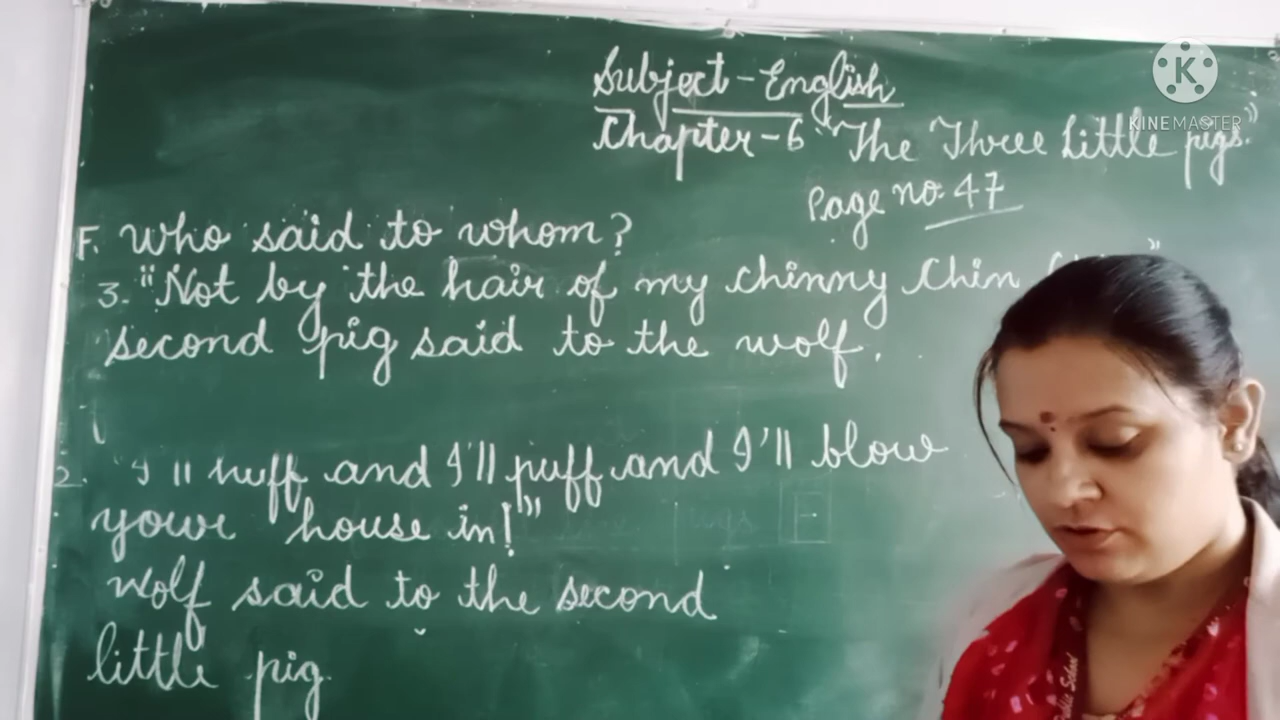 Subject - English
Chapter - 6 "The Three little pigs."
Page no. 47
F. Who said to whom?
3. "Not by the hair of my chinny chin
second pig said to the wolf.
2. "I'll huff and I'll puff and I'll blow
your house in!"
wolf said to the second
little pig.
KINEMASTER